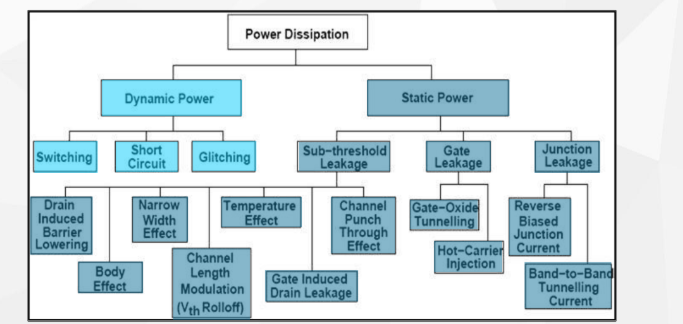 Power Dissipation
Dynamic Power
Static Power
Switching
Short
Circuit
Glitching
Sub-threshold
Leakage
Gate
Leakage
Junction
Leakage
Drain
Induced
Barrier
Lowering
Body
Effect
Narrow
Width
Effect
Channel
Length
Modulation
(Vth Rolloff)
Temperature
Effect
Gate Induced
Drain Leakage
Channel
Punch
Through
Effect
Gate-Oxide
Tunnelling
Hot-Carrier
Injection
Reverse
Biased
Junction
Current
Band-to-Band
Tunnelling
Current